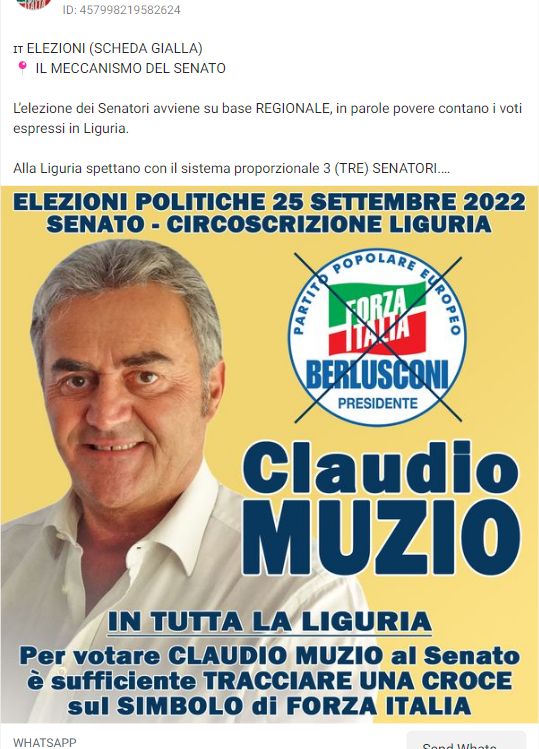 ID: 457998219582624
IT ELEZIONI (SCHEDA GIALLA)
📍 IL MECCANISMO DEL SENATO
L'elezione dei Senatori avviene su base REGIONALE, in parole povere contano i voti
espressi in Liguria.
Alla Liguria spettano con il sistema proporzionale 3 (TRE) SENATORI....
ELEZIONI POLITICHE 25 SETTEMBRE 2022
SENATO - CIRCOSCRIZIONE LIGURIA
PARTITO POPOLARE EUROPEO
FORZA
ITALIA
BERLUSCONI
PRESIDENTE
Claudio
MUZIO
IN TUTTA LA LIGURIA
Per votare CLAUDIO MUZIO al Senato
è sufficiente TRACCIARE UNA CROCE
sul SIMBOLO di FORZA ITALIA
WHATSAPP